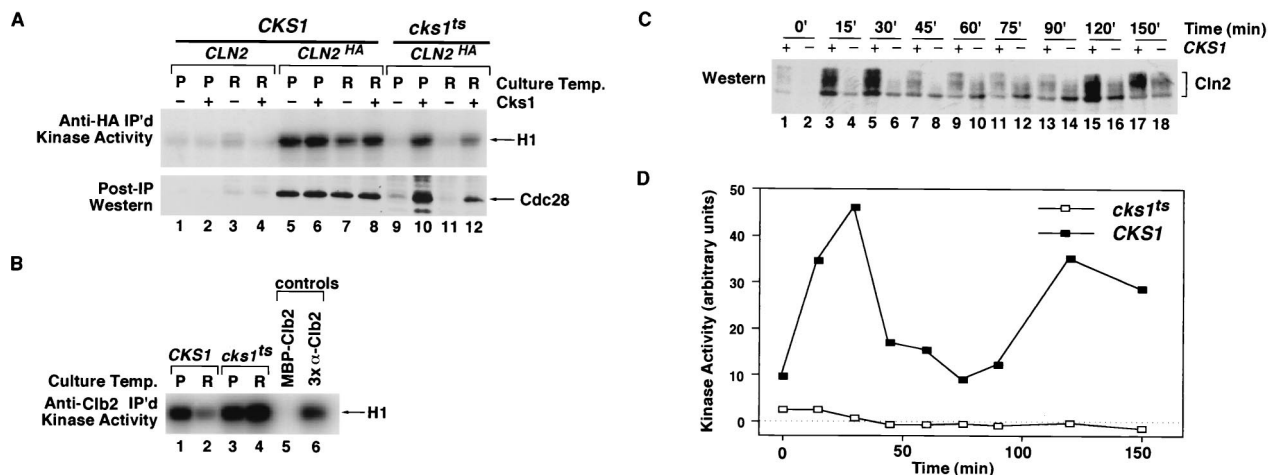 A
CKS1 cks1ts
CLN2 CLN2 HA CLN2 HA
P P R R P P R R P P R R Culture Temp.
– + – + – + – + – + – + Cks1
Anti-HA IP'd
Kinase Activity
H1
Post-IP
Western
Cdc28
1 2 3 4 5 6 7 8 9 10 11 12
B
controls
MBP-Clb2
3x α-Clb2
CKS1 cks1ts
Culture Temp. P R P R
Anti-Clb2 IP'd
Kinase Activity
H1
1 2 3 4 5 6
C
0' 15' 30' 45' 60' 75' 90' 120' 150' Time (min)
+ – + – + – + – + – + – + – + – + – CKS1
Western
Cln2
1 2 3 4 5 6 7 8 9 10 11 12 13 14 15 16 17 18
D
Kinase Activity (arbitrary units)
50
40
30
20
10
0
cks1ts
CKS1
0 50 100 150
Time (min)